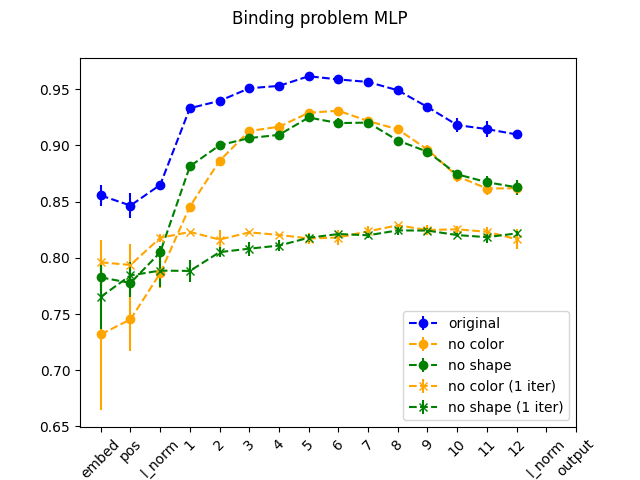 Binding problem MLP
0.95
0.90
0.85
0.80
0.75
0.70
0.65
original
no color
no shape
no color (1 iter)
no shape (1 iter)
embed
pos
l_norm
1
2
3
4
5
6
7
8
9
10
11
12
l_norm
output